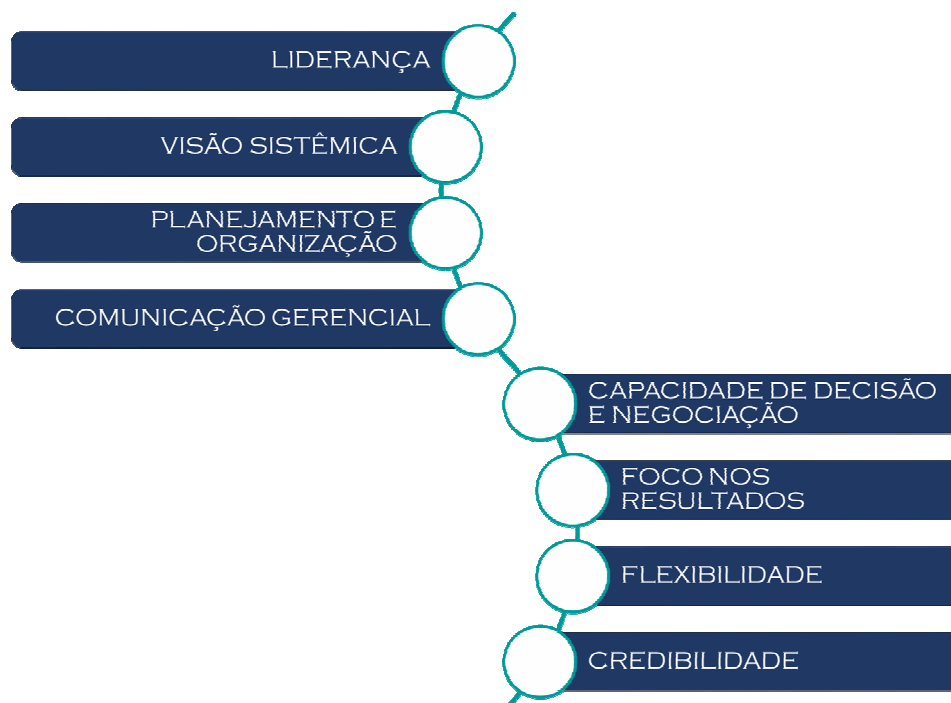 LIDERANÇA
VISÃO SISTÊMICA
PLANEJAMENTO E
ORGANIZAÇÃO
COMUNICAÇÃO GERENCIAL
CAPACIDADE DE DECISÃO
E NEGOCIAÇÃO
FOCO NOS
RESULTADOS
FLEXIBILIDADE
CREDIBILIDADE